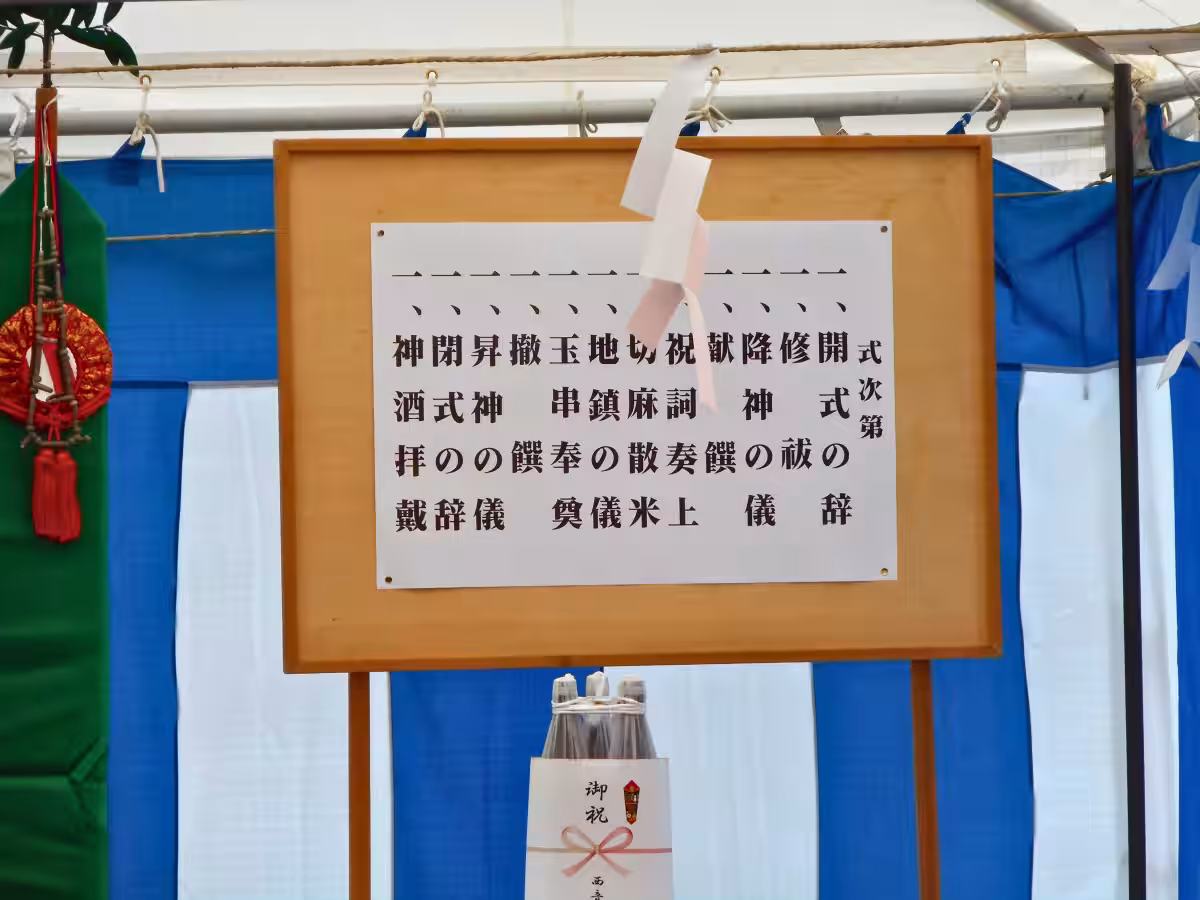 式次第
一、開式の辞
一、修祓
一、降神の儀
一、献饌
一、祝詞奏上
一、切麻散米
一、地鎮の儀
一、玉串奉奠
一、撤饌
一、昇神の儀
一、閉式の辞
一、神酒拝戴
御祝
西